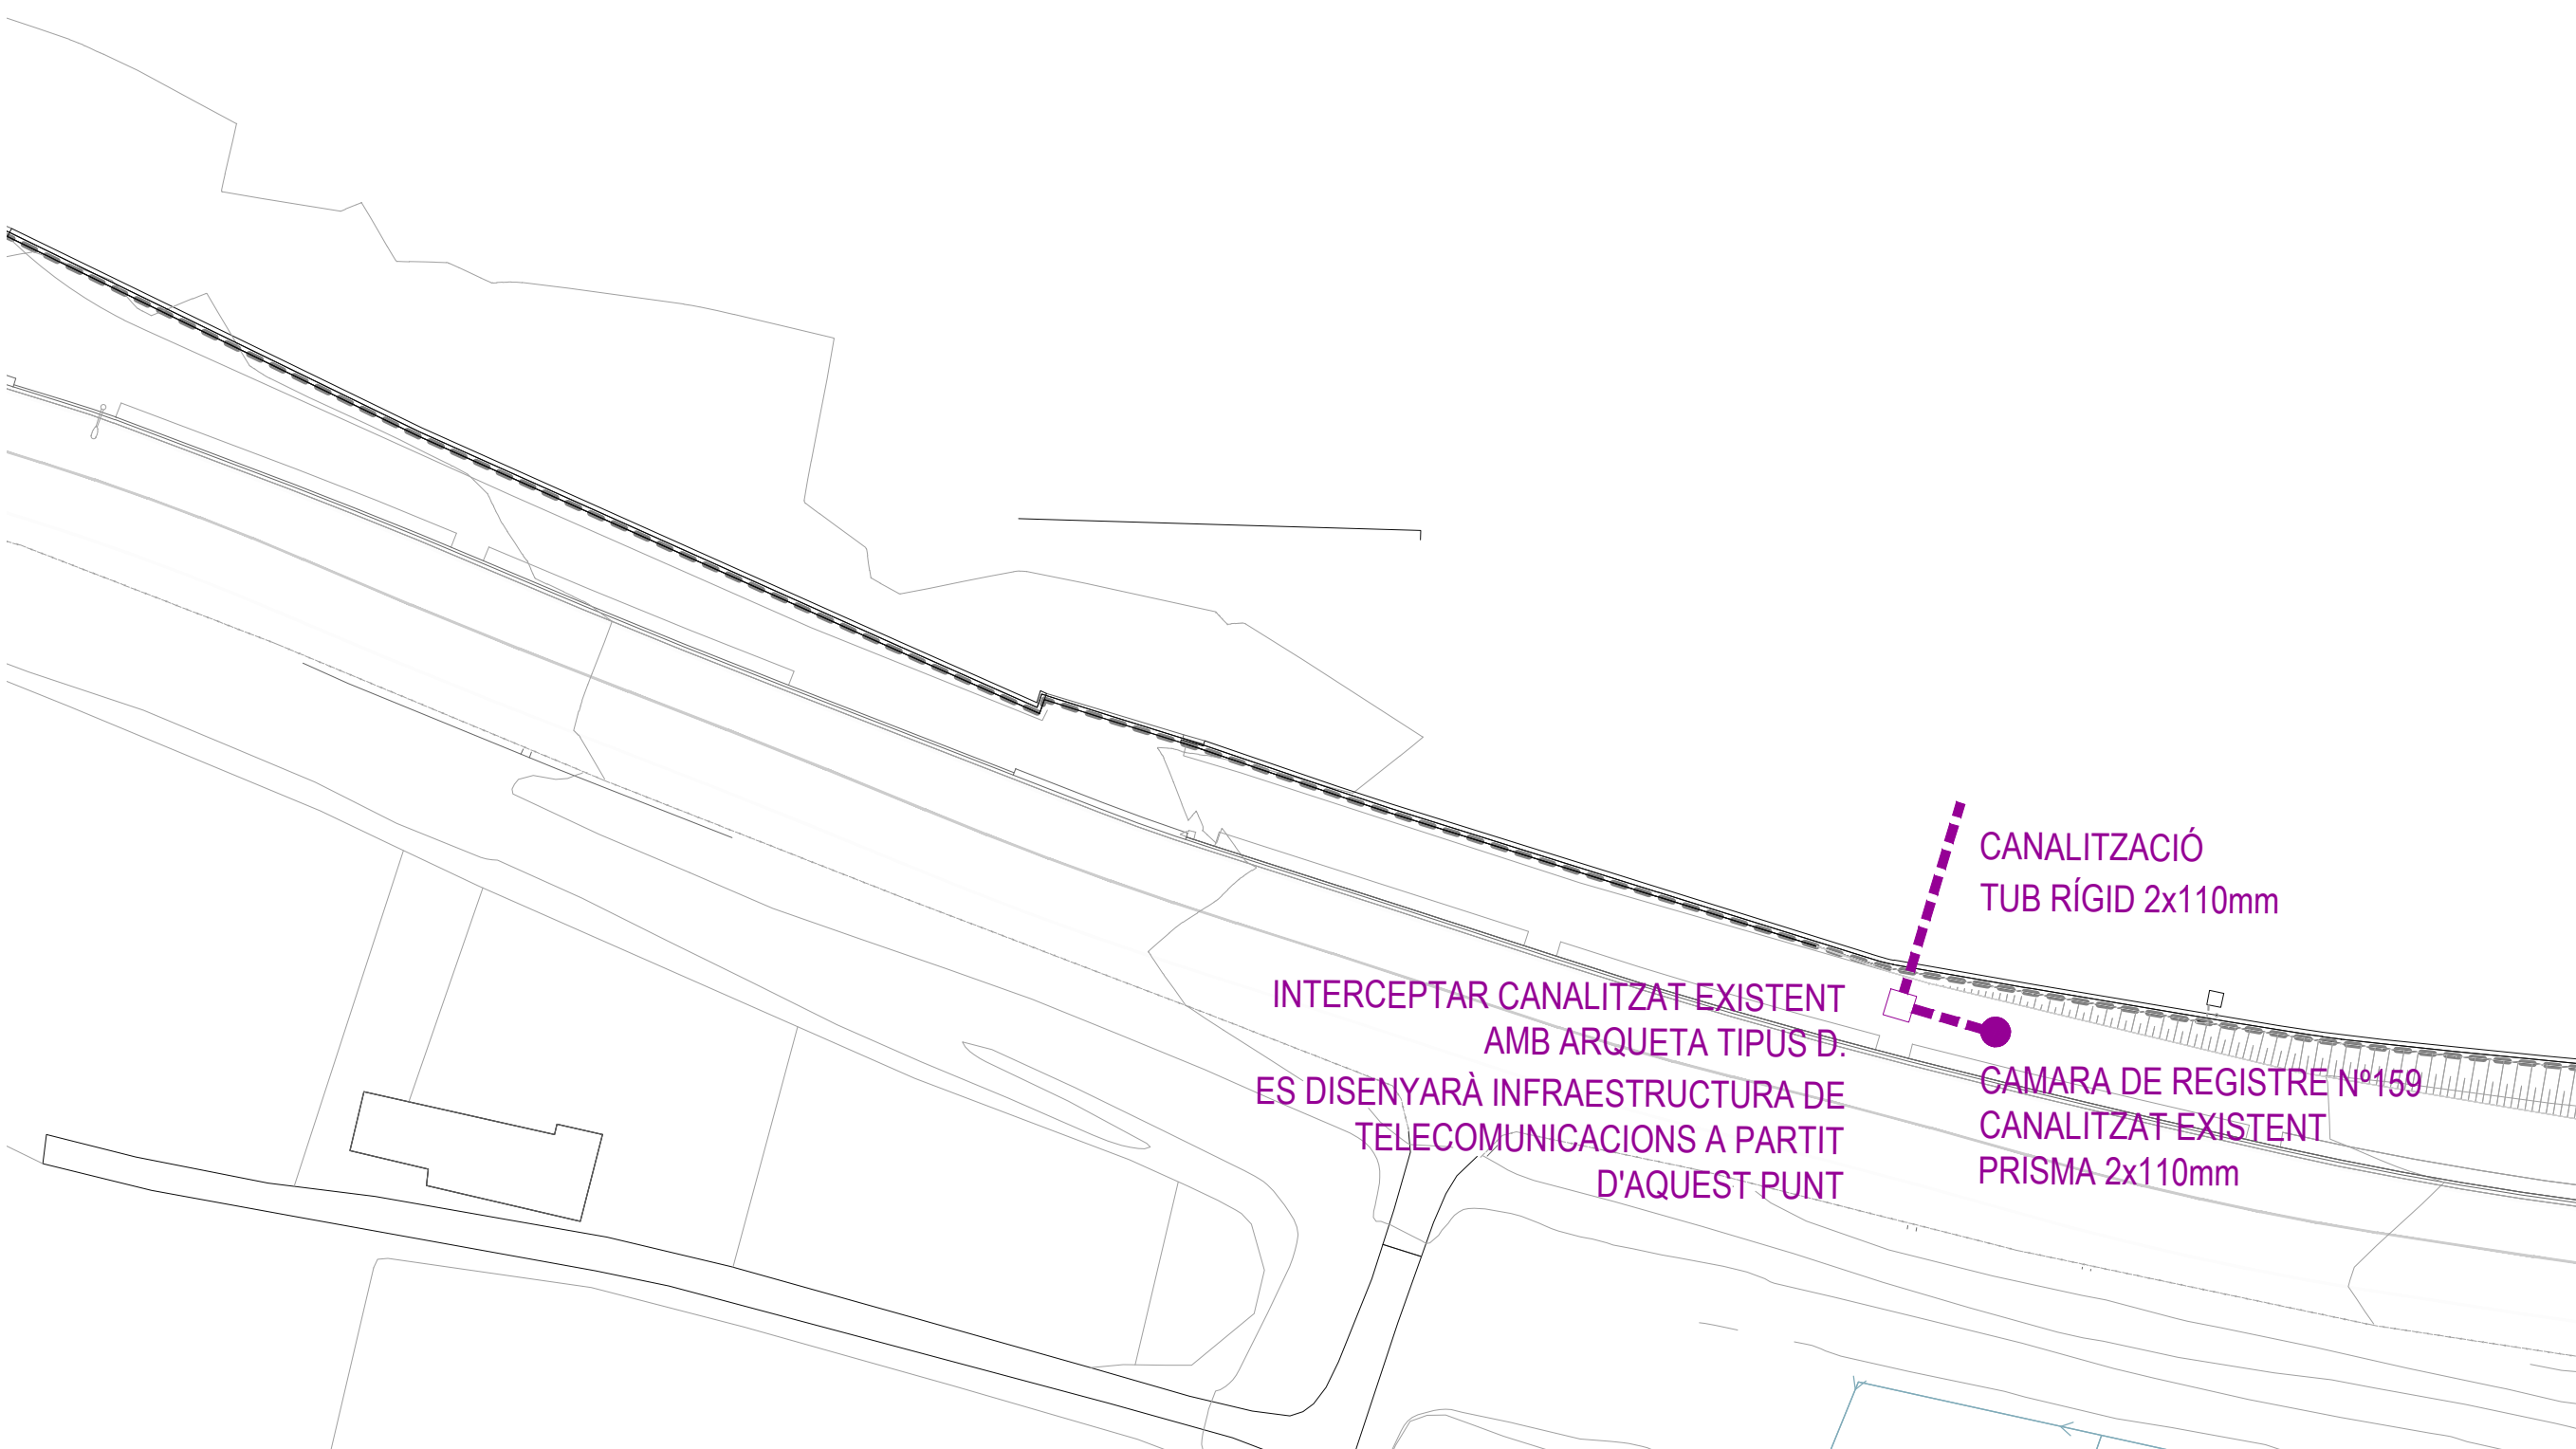 CANALITZACIÓ
TUB RÍGID 2x110mm
INTERCEPTAR CANALITZAT EXISTENT
AMB ARQUETA TIPUS D.
ES DISENYARÀ INFRAESTRUCTURA DE
TELECOMUNICACIONS A PARTIT
D'AQUEST PUNT
CAMARA DE REGISTRE Nº159
CANALITZAT EXISTENT
PRISMA 2x110mm